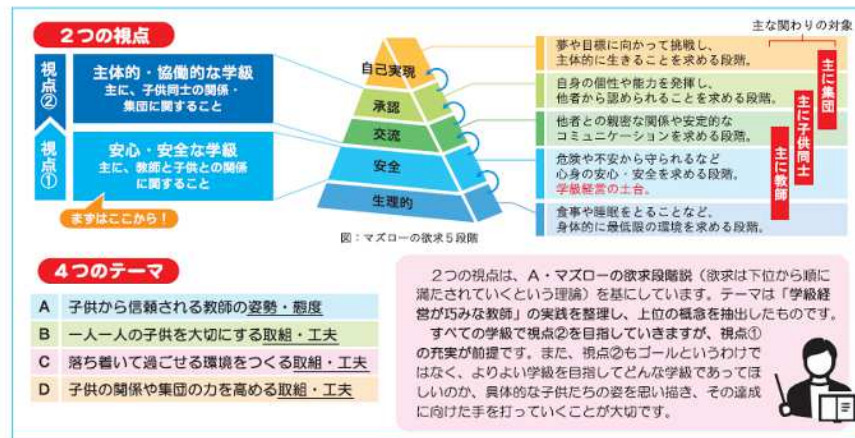 主な関わりの対象
2つの視点
視点②
主体的・協働的な学級
主に、子供同士の関係・
集団に関すること
視点①
安心・安全な学級
主に、教師と子供との関係
に関すること
まずはここから！
自己実現
承認
交流
安全
生理的
図：マズローの欲求5段階
夢や目標に向かって挑戦し、
主体的に生きることを求める段階。
自身の個性や能力を発揮し、
他者から認められることを求める段階。
他者との親密な関係や安定的な
コミュニケーションを求める段階。
危険や不安から守られるなど
心身の安心・安全を求める段階。
学級経営の土台。
食事や睡眠をとることなど、
身体的に最低限の環境を求める段階。
主に集団
主に子供同士
主に教師
4つのテーマ
A 子供から信頼される教師の姿勢・態度
B 一人一人の子供を大切にする取組・工夫
C 落ち着いて過ごせる環境をつくる取組・工夫
D 子供の関係や集団の力を高める取組・工夫
2つの視点は、A・マズローの欲求段階説（欲求は下位から順に
満たされていくという理論）を基にしています。テーマは「学級経
営が巧みな教師」の実践を整理し、上位の概念を抽出したものです。
すべての学級で視点②を目指していきますが、視点①
の充実が前提です。また、視点②もゴールというわけで
はなく、よりよい学級を目指してどんな学級であってほ
しいのか、具体的な子供たちの姿を思い描き、その達成
に向けた手を打っていくことが大切です。